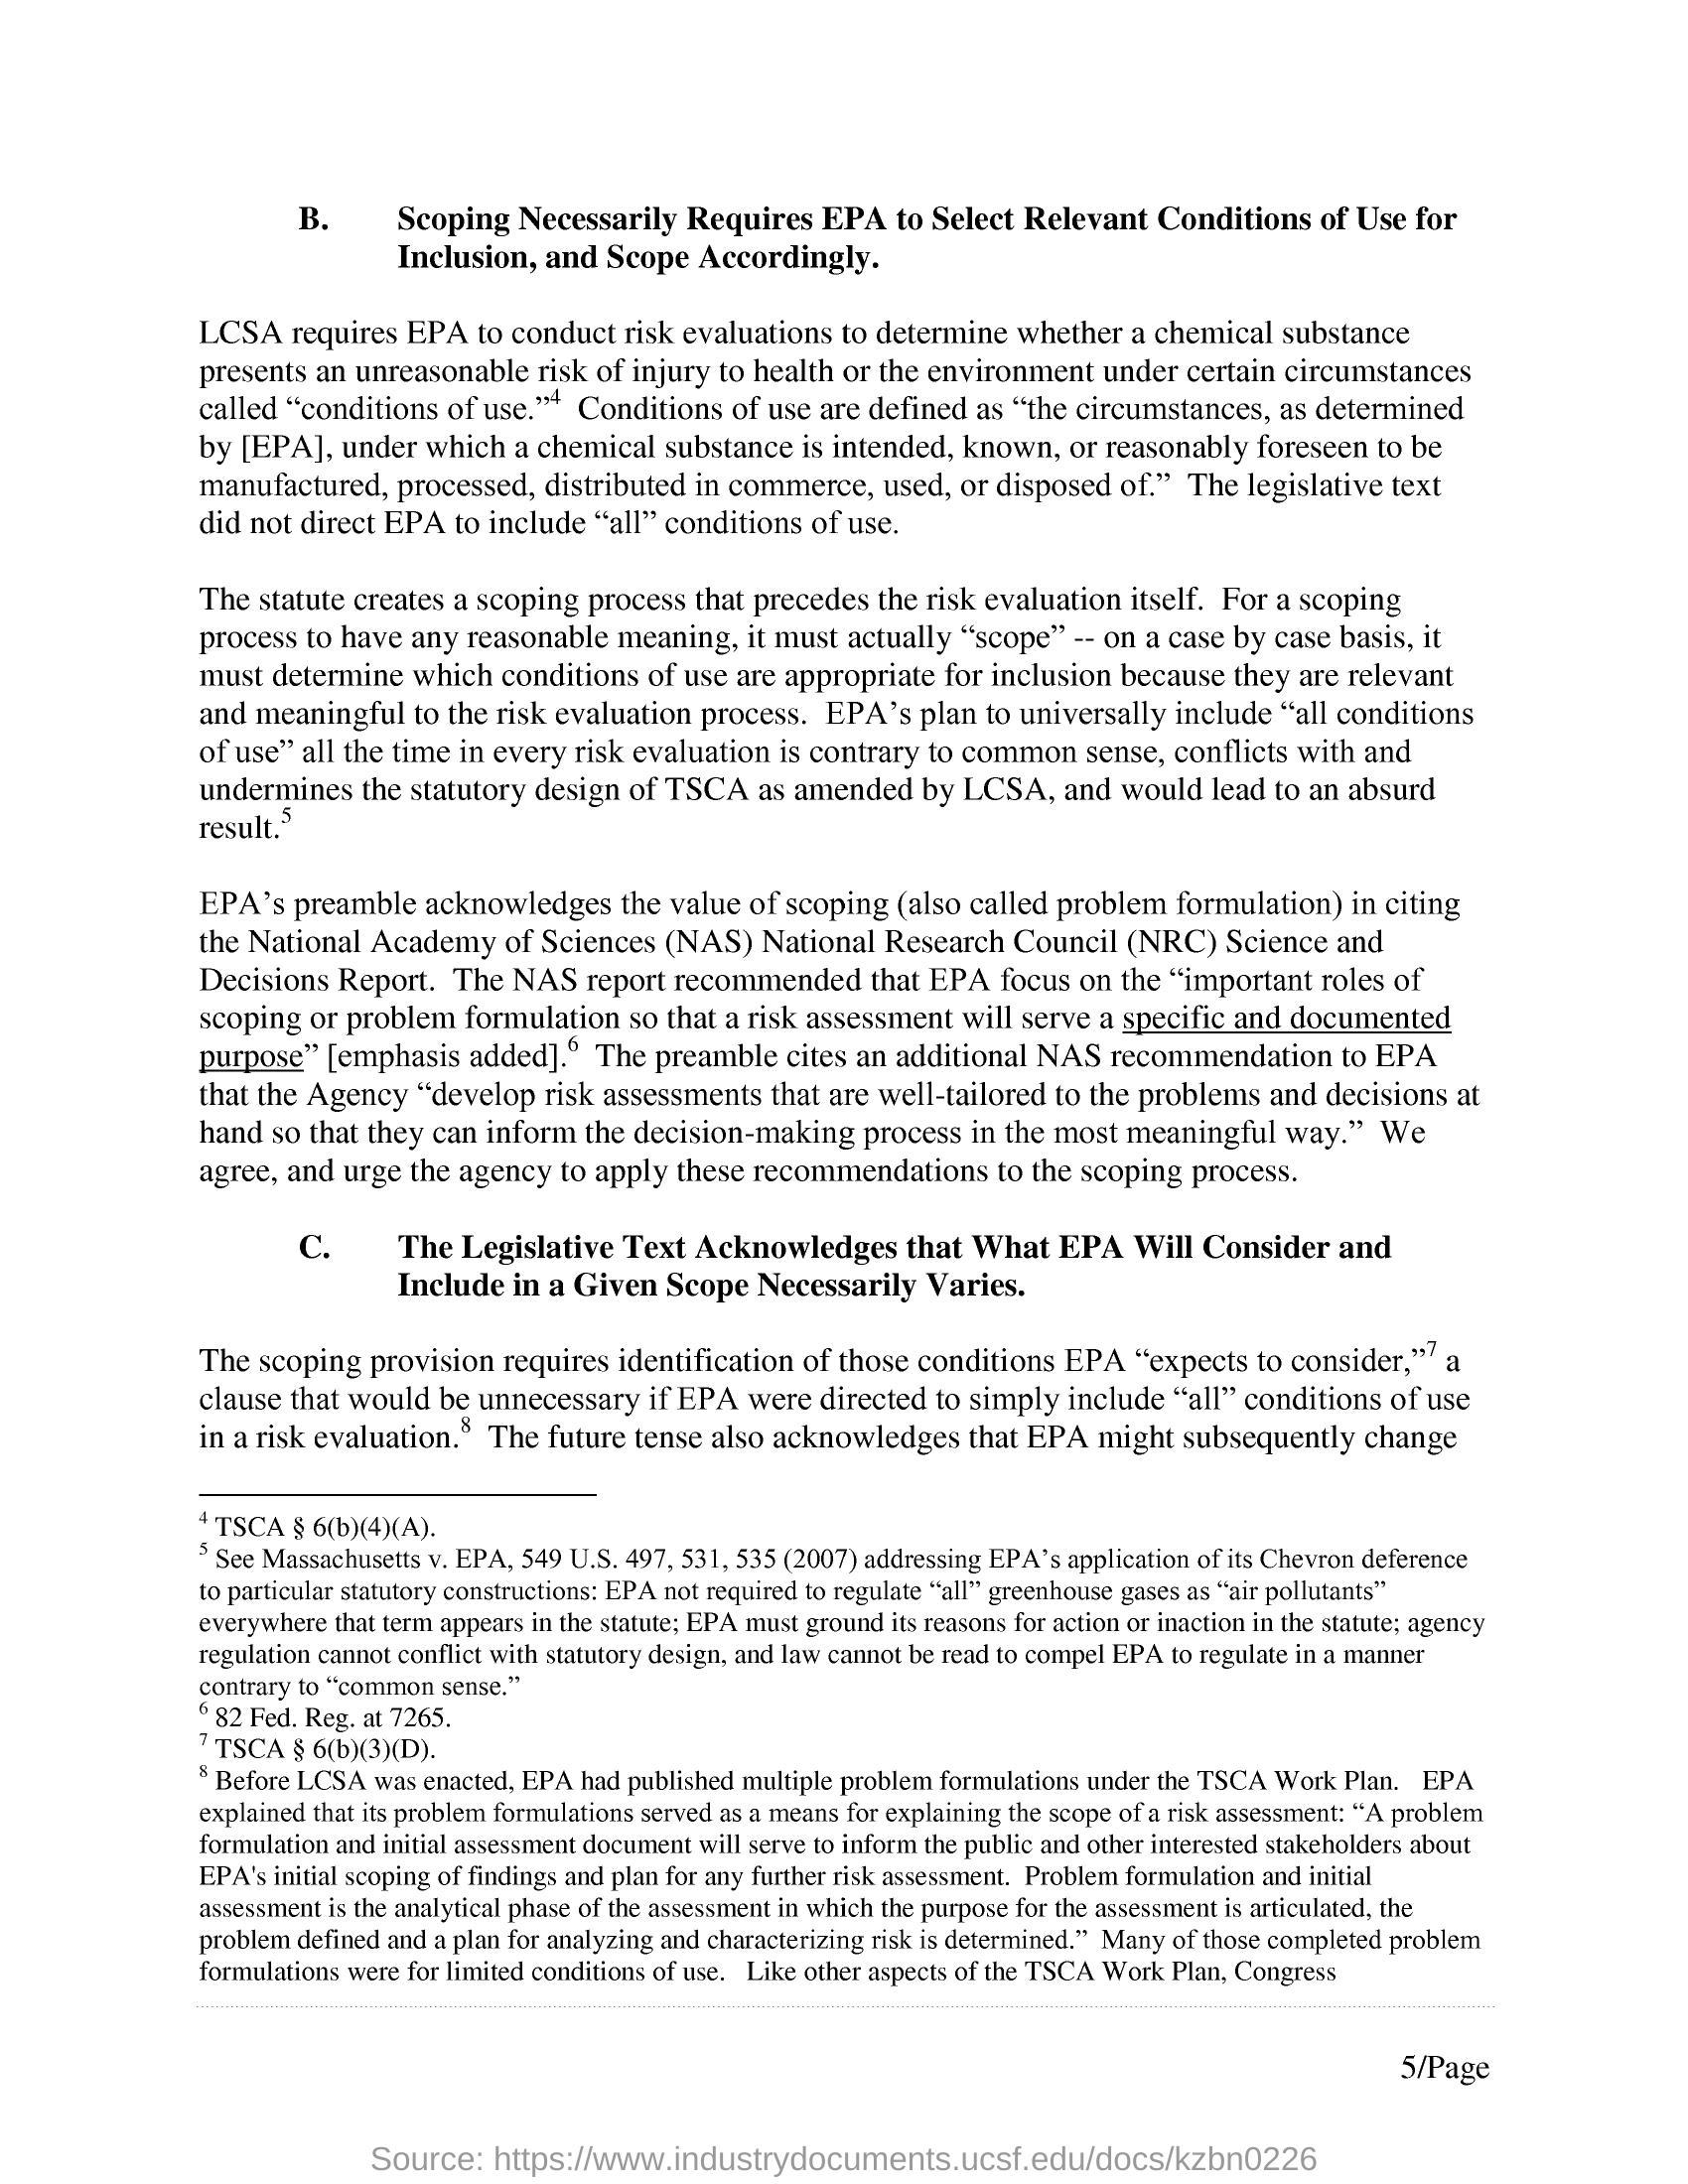 B. Scoping Necessarily Requires EPA to Select Relevant Conditions of Use for
Inclusion, and Scope Accordingly.
LCSA requires EPA to conduct risk evaluations to determine whether a chemical substance
presents an unreasonable risk of injury to health or the environment under certain circumstances
called “conditions of use.”4 Conditions of use are defined as “the circumstances, as determined
by [EPA], under which a chemical substance is intended, known, or reasonably foreseen to be
manufactured, processed, distributed in commerce, used, or disposed of.” The legislative text
did not direct EPA to include “all” conditions of use.
The statute creates a scoping process that precedes the risk evaluation itself. For a scoping
process to have any reasonable meaning, it must actually “scope” -- on a case by case basis, it
must determine which conditions of use are appropriate for inclusion because they are relevant
and meaningful to the risk evaluation process. EPA’s plan to universally include “all conditions
of use” all the time in every risk evaluation is contrary to common sense, conflicts with and
undermines the statutory design of TSCA as amended by LCSA, and would lead to an absurd
result.5
EPA’s preamble acknowledges the value of scoping (also called problem formulation) in citing
the National Academy of Sciences (NAS) National Research Council (NRC) Science and
Decisions Report. The NAS report recommended that EPA focus on the “important roles of
scoping or problem formulation so that a risk assessment will serve a specific and documented
purpose” [emphasis added].6 The preamble cites an additional NAS recommendation to EPA
that the Agency “develop risk assessments that are well-tailored to the problems and decisions at
hand so that they can inform the decision-making process in the most meaningful way.” We
agree, and urge the agency to apply these recommendations to the scoping process.
C. The Legislative Text Acknowledges that What EPA Will Consider and
Include in a Given Scope Necessarily Varies.
The scoping provision requires identification of those conditions EPA “expects to consider,”7 a
clause that would be unnecessary if EPA were directed to simply include “all” conditions of use
in a risk evaluation.8 The future tense also acknowledges that EPA might subsequently change
4 TSCA § 6(b)(4)(A).
5 See Massachusetts v. EPA, 549 U.S. 497, 531, 535 (2007) addressing EPA’s application of its Chevron deference
to particular statutory constructions: EPA not required to regulate “all” greenhouse gases as “air pollutants”
everywhere that term appears in the statute; EPA must ground its reasons for action or inaction in the statute; agency
regulation cannot conflict with statutory design, and law cannot be read to compel EPA to regulate in a manner
contrary to “common sense.”
6 82 Fed. Reg. at 7265.
7 TSCA § 6(b)(3)(D).
8 Before LCSA was enacted, EPA had published multiple problem formulations under the TSCA Work Plan. EPA
explained that its problem formulations served as a means for explaining the scope of a risk assessment: “A problem
formulation and initial assessment document will serve to inform the public and other interested stakeholders about
EPA's initial scoping of findings and plan for any further risk assessment. Problem formulation and initial
assessment is the analytical phase of the assessment in which the purpose for the assessment is articulated, the
problem defined and a plan for analyzing and characterizing risk is determined.” Many of those completed problem
formulations were for limited conditions of use. Like other aspects of the TSCA Work Plan, Congress
5/Page
Source: https://www.industrydocuments.ucsf.edu/docs/kzbn0226